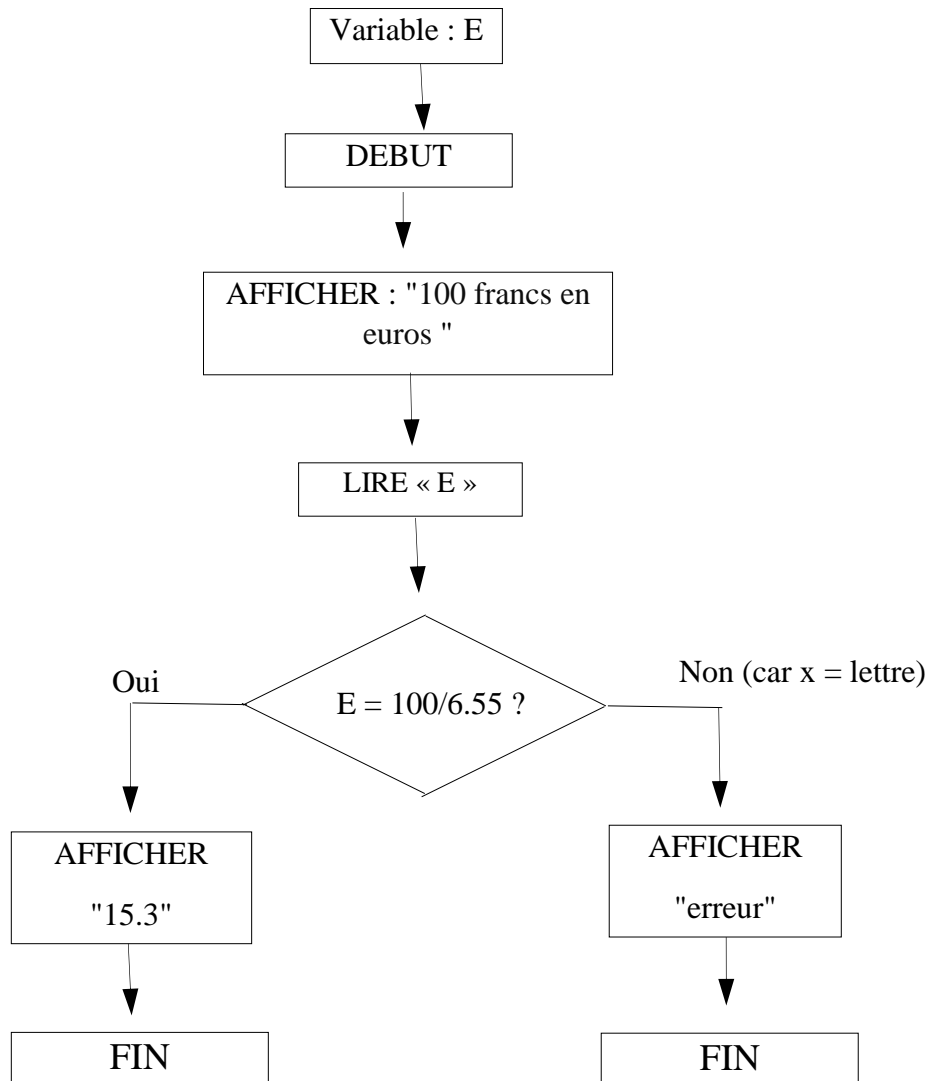 Variable : E
DEBUT
AFFICHER : "100 francs en
euros "
LIRE « E »
Oui
Non (car x = lettre)
E = 100/6.55 ?
AFFICHER
"15.3"
AFFICHER
"erreur"
FIN
FIN